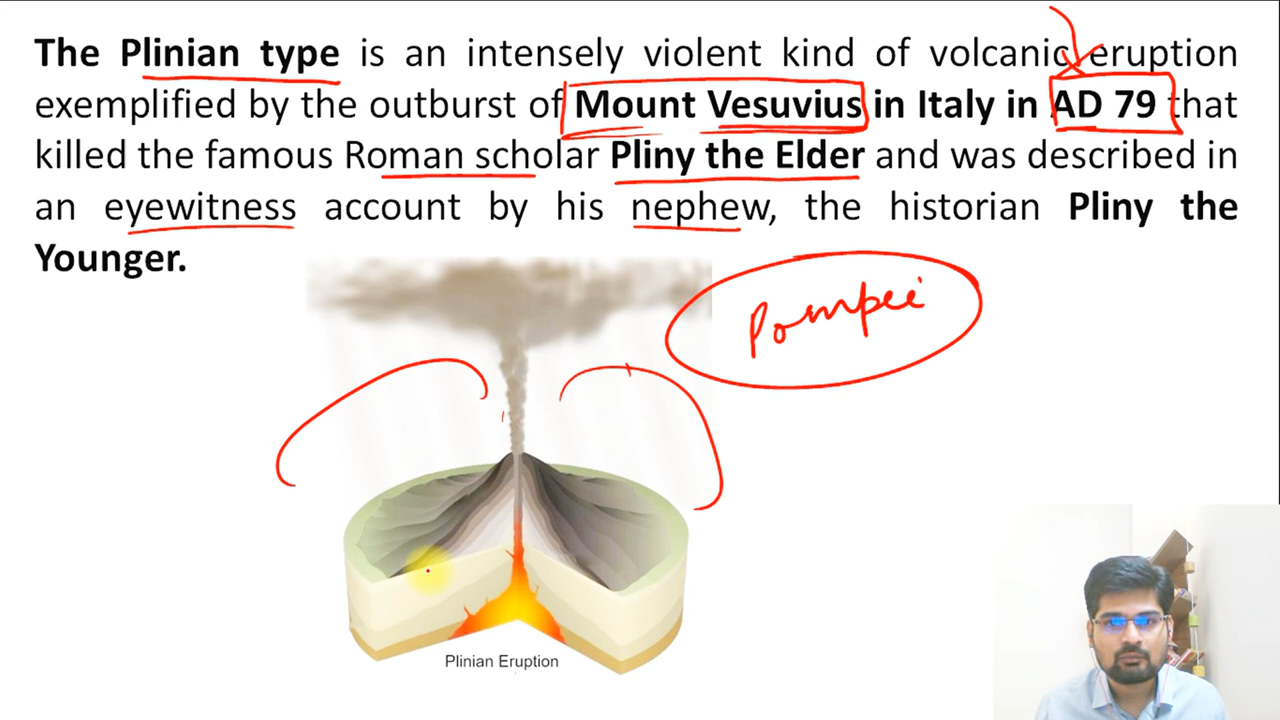 The Plinian type is an intensely violent kind of volcanic eruption
exemplified by the outburst of Mount Vesuvius in Italy in AD 79 that
killed the famous Roman scholar Pliny the Elder and was described in
an eyewitness account by his nephew, the historian Pliny the
Younger.
Pompeii
Plinian Eruption